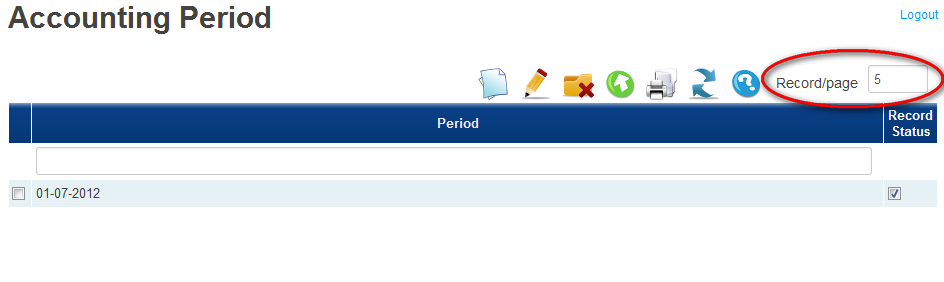 Accounting Period
Logout
Record/page 5
Period
Record
Status
01-07-2012